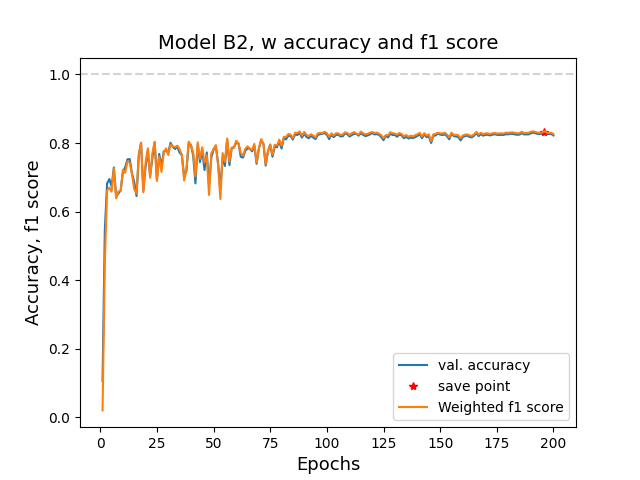 Model B2, w accuracy and f1 score
Accuracy, f1 score
1.0
0.8
0.6
0.4
0.2
0.0
0 25 50 75 100 125 150 175 200
Epochs
val. accuracy
save point
Weighted f1 score